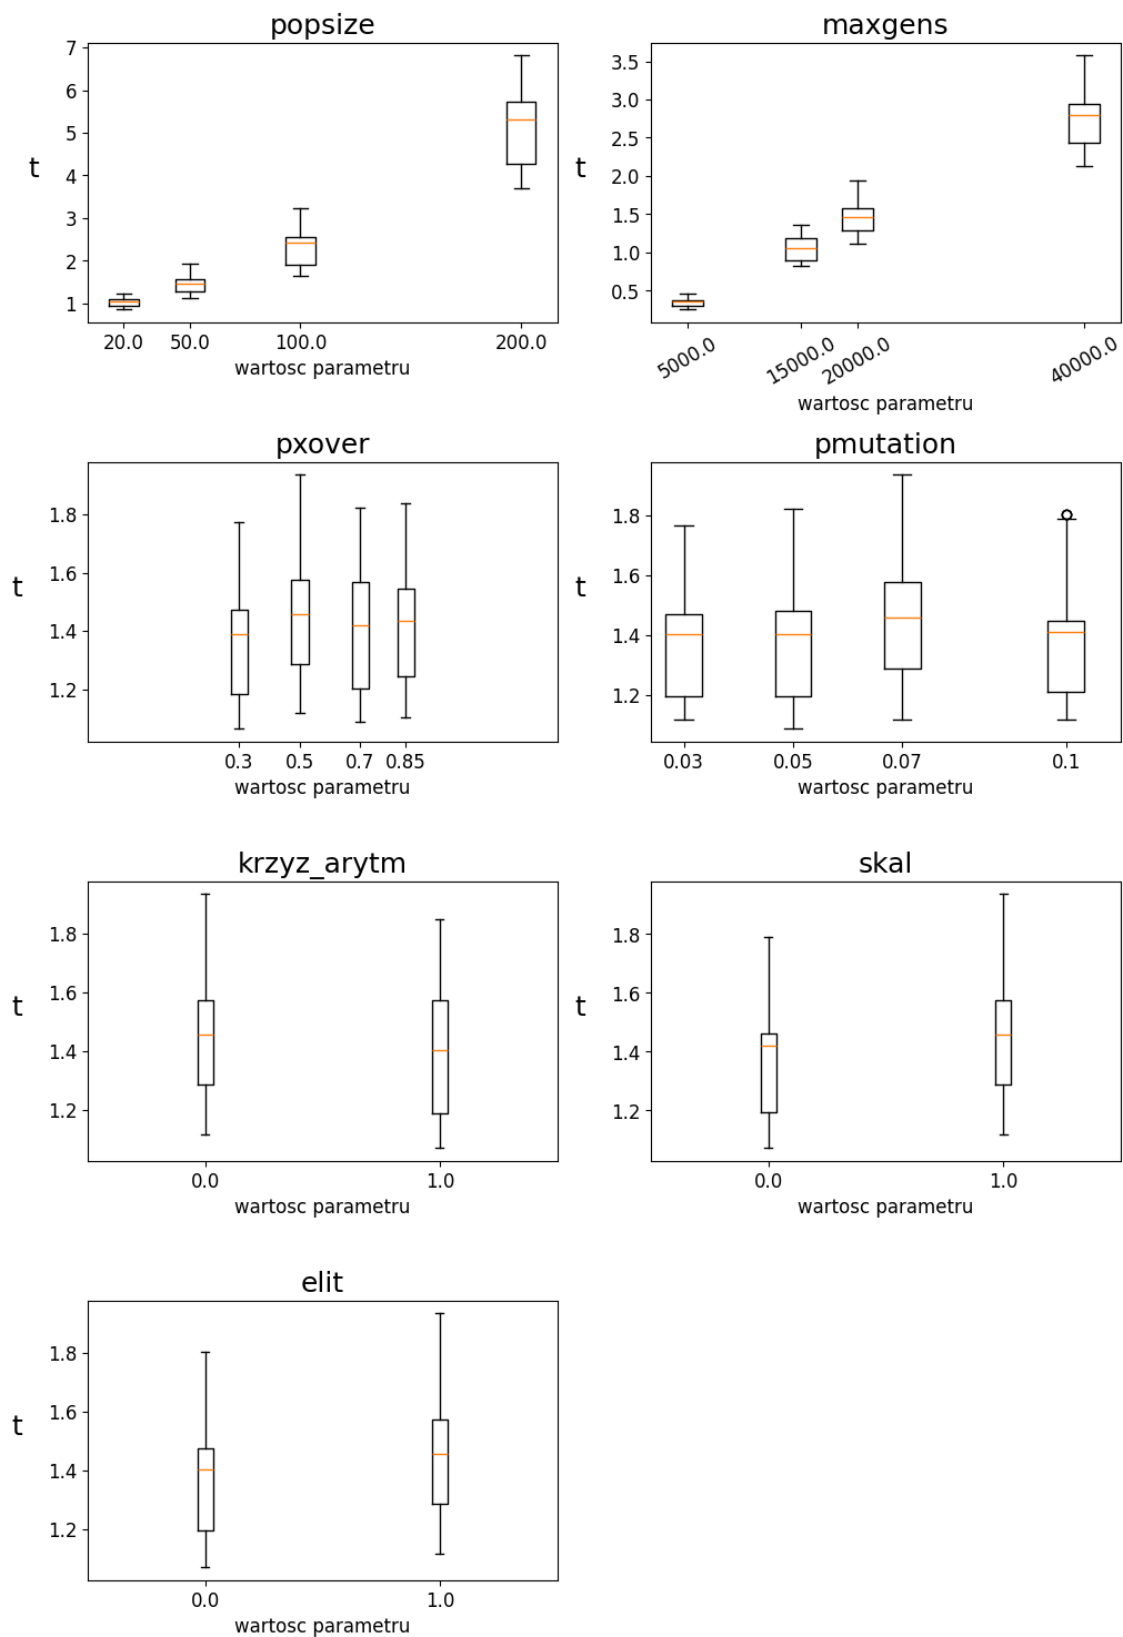 popsize
7
6
5
t
4
3
2
1
20.0 50.0 100.0 200.0
wartosc parametru
maxgens
3.5
3.0
2.5
t
2.0
1.5
1.0
0.5
5000.0 15000.0 20000.0 40000.0
wartosc parametru
pxover
1.8
1.6
t
1.4
1.2
0.3 0.5 0.7 0.85
wartosc parametru
pmutation
1.8
1.6
t
1.4
1.2
0.03 0.05 0.07 0.1
wartosc parametru
krzyz_arytm
1.8
1.6
t
1.4
1.2
0.0 1.0
wartosc parametru
skal
1.8
1.6
t
1.4
1.2
0.0 1.0
wartosc parametru
elit
1.8
1.6
t
1.4
1.2
0.0 1.0
wartosc parametru